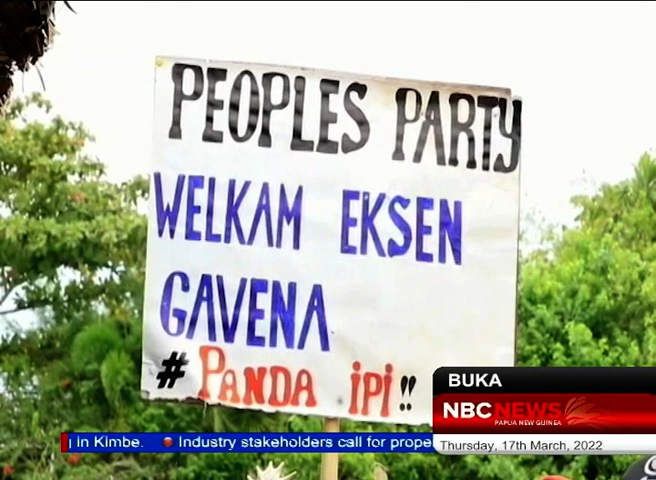 PEOPLES PARTY
WELKAM EKSEN
GAVENA
# PANDA iPi!!
BUKA
NBC NEWS
PAPUA NEW GUINEA
in Kimbe. Industry stakeholders call for prope
Thursday, 17th March, 2022